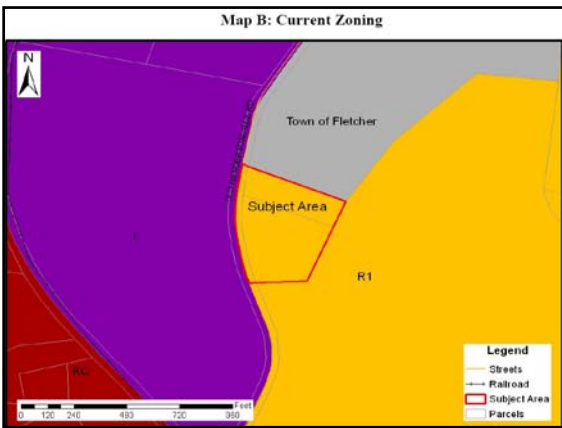 Map B: Current Zoning
N
Town of Fletcher
Subject Area
I
R1
RC
Legend
Streets
Railroad
Subject Area
Parcels
Feet
0 120 240 480 720 960